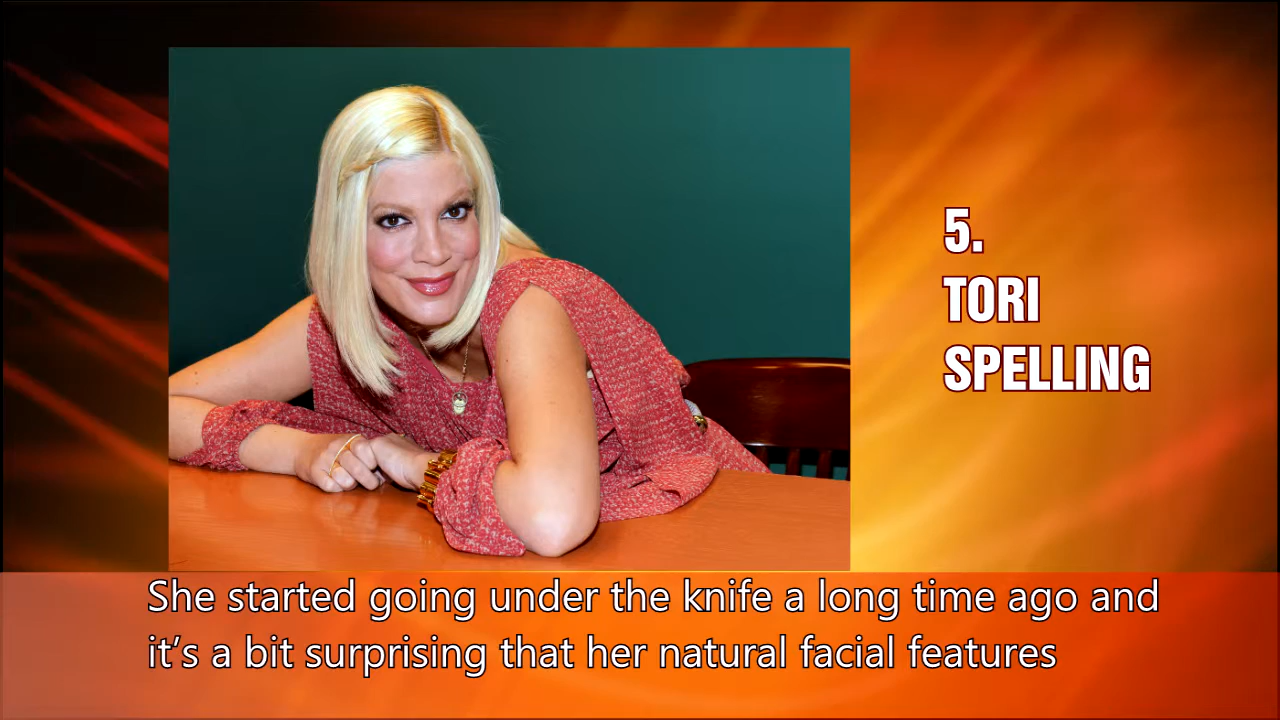 5.
TORI
SPELLING
She started going under the knife a long time ago and
it’s a bit surprising that her natural facial features